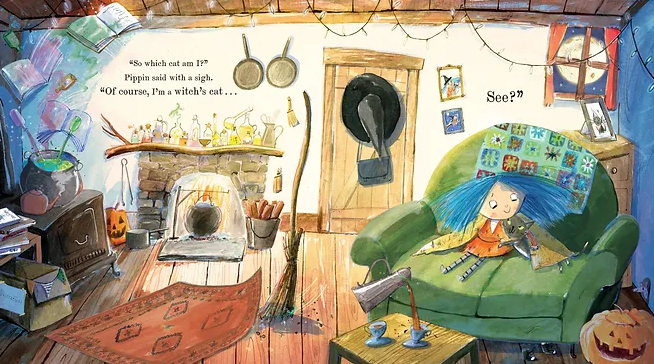 “So which cat am I?”
Pippin said with a sigh.
“Of course, I’m a witch’s cat . . .
See?”